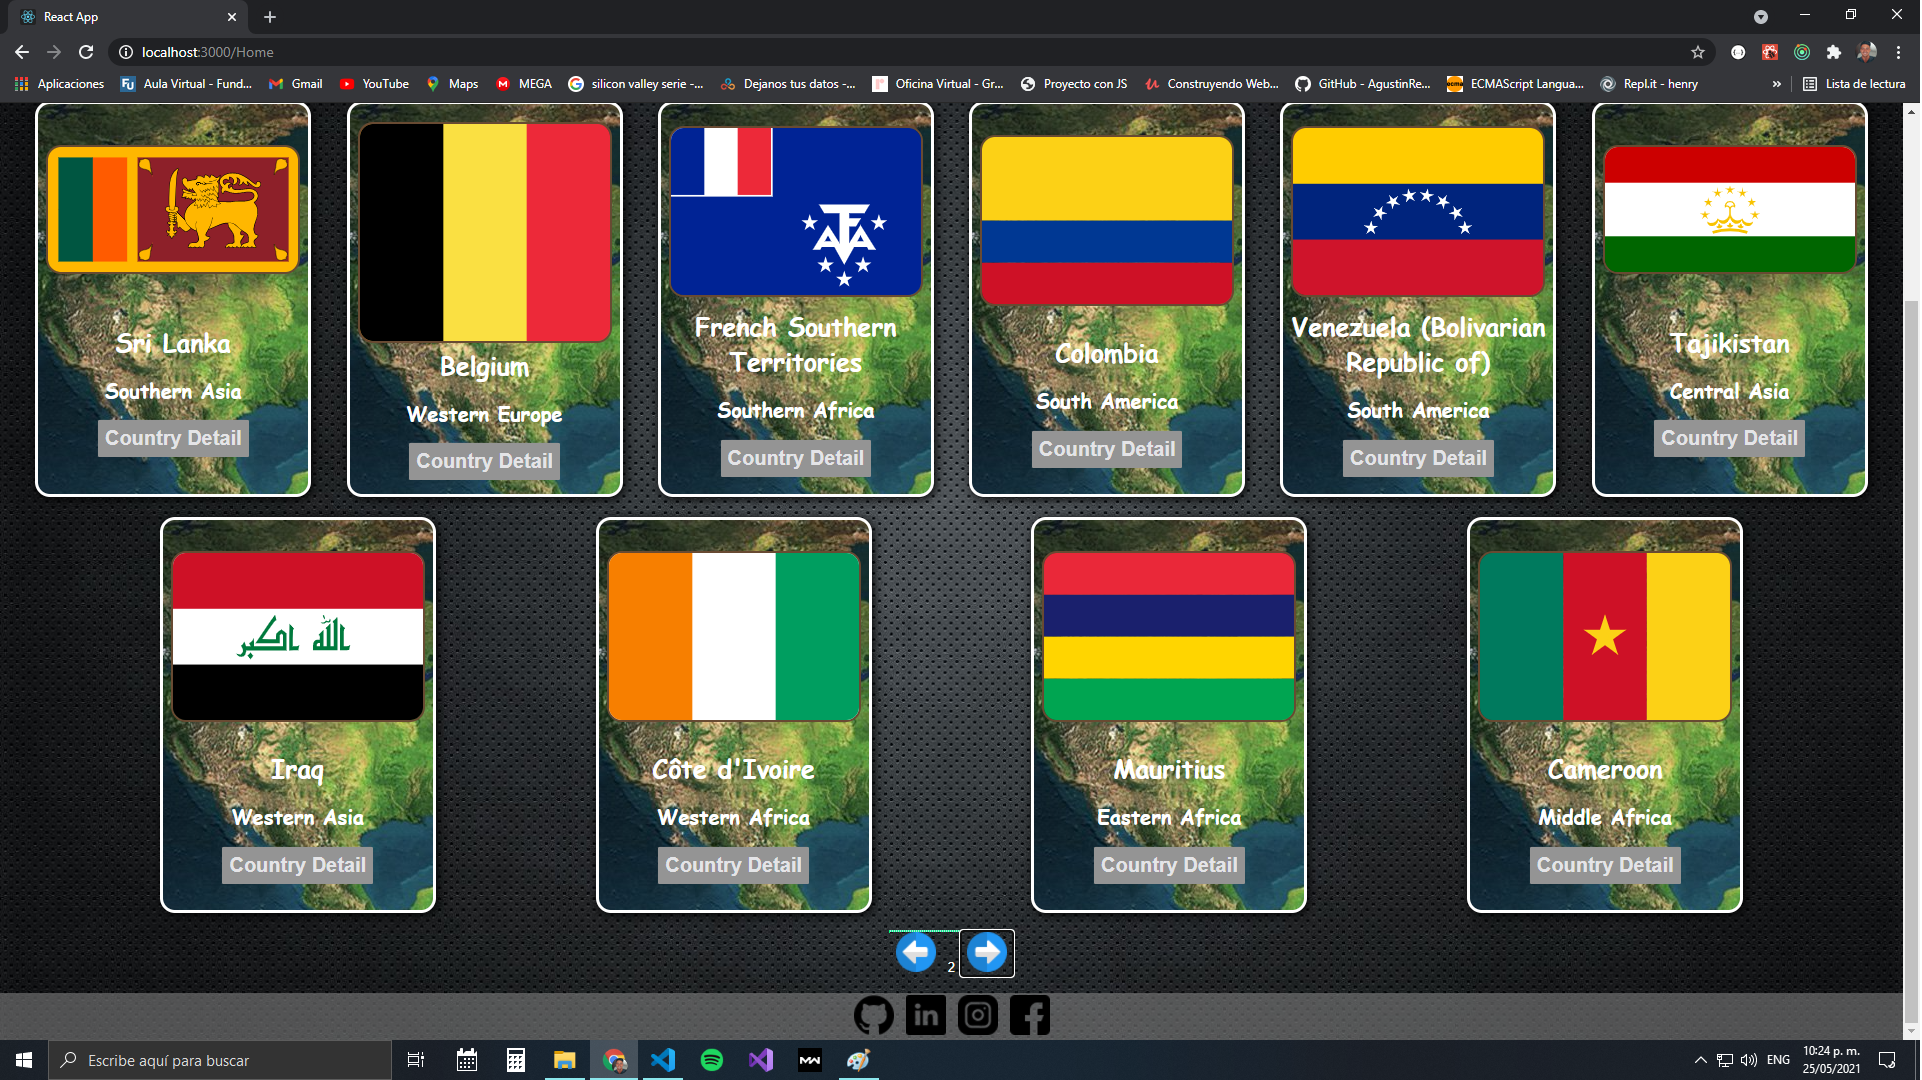 React App
localhost:3000/Home
Aplicaciones
Aula Virtual - Fund...
Gmail
YouTube
Maps
MEGA
silicon valley serie -...
Dejanos tus datos -...
Oficina Virtual - Gr...
Proyecto con JS
Construyendo Web...
GitHub - AgustinRe...
ECMAScript Langua...
Repl.it - henry
»
Lista de lectura
Sri Lanka
Southern Asia
Country Detail
Belgium
Western Europe
Country Detail
French Southern
Territories
Southern Africa
Country Detail
Colombia
South America
Country Detail
Venezuela (Bolivarian
Republic of)
South America
Country Detail
Tajikistan
Central Asia
Country Detail
الله اكبر
Iraq
Western Asia
Country Detail
Côte d'Ivoire
Western Africa
Country Detail
Mauritius
Eastern Africa
Country Detail
Cameroon
Middle Africa
Country Detail
2
Escribe aquí para buscar
ENG
10:24 p. m.
25/05/2021